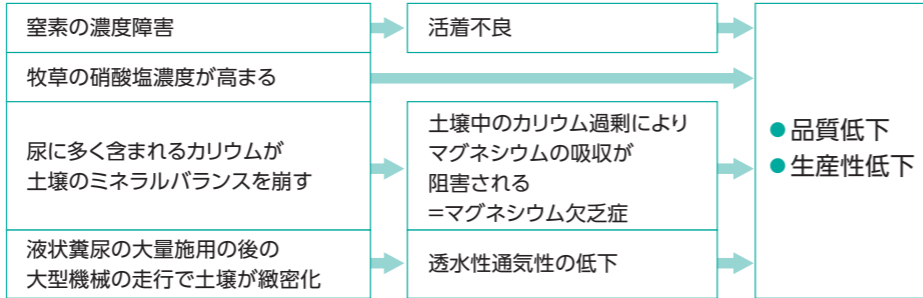 窒素の濃度障害
活着不良
牧草の硝酸塩濃度が高まる
尿に多く含まれるカリウムが
土壌のミネラルバランスを崩す
土壌中のカリウム過剰により
マグネシウムの吸収が
阻害される
=マグネシウム欠乏症
液状糞尿の大量施用の後の
大型機械の走行で土壌が緻密化
透水性通気性の低下
●品質低下
●生産性低下